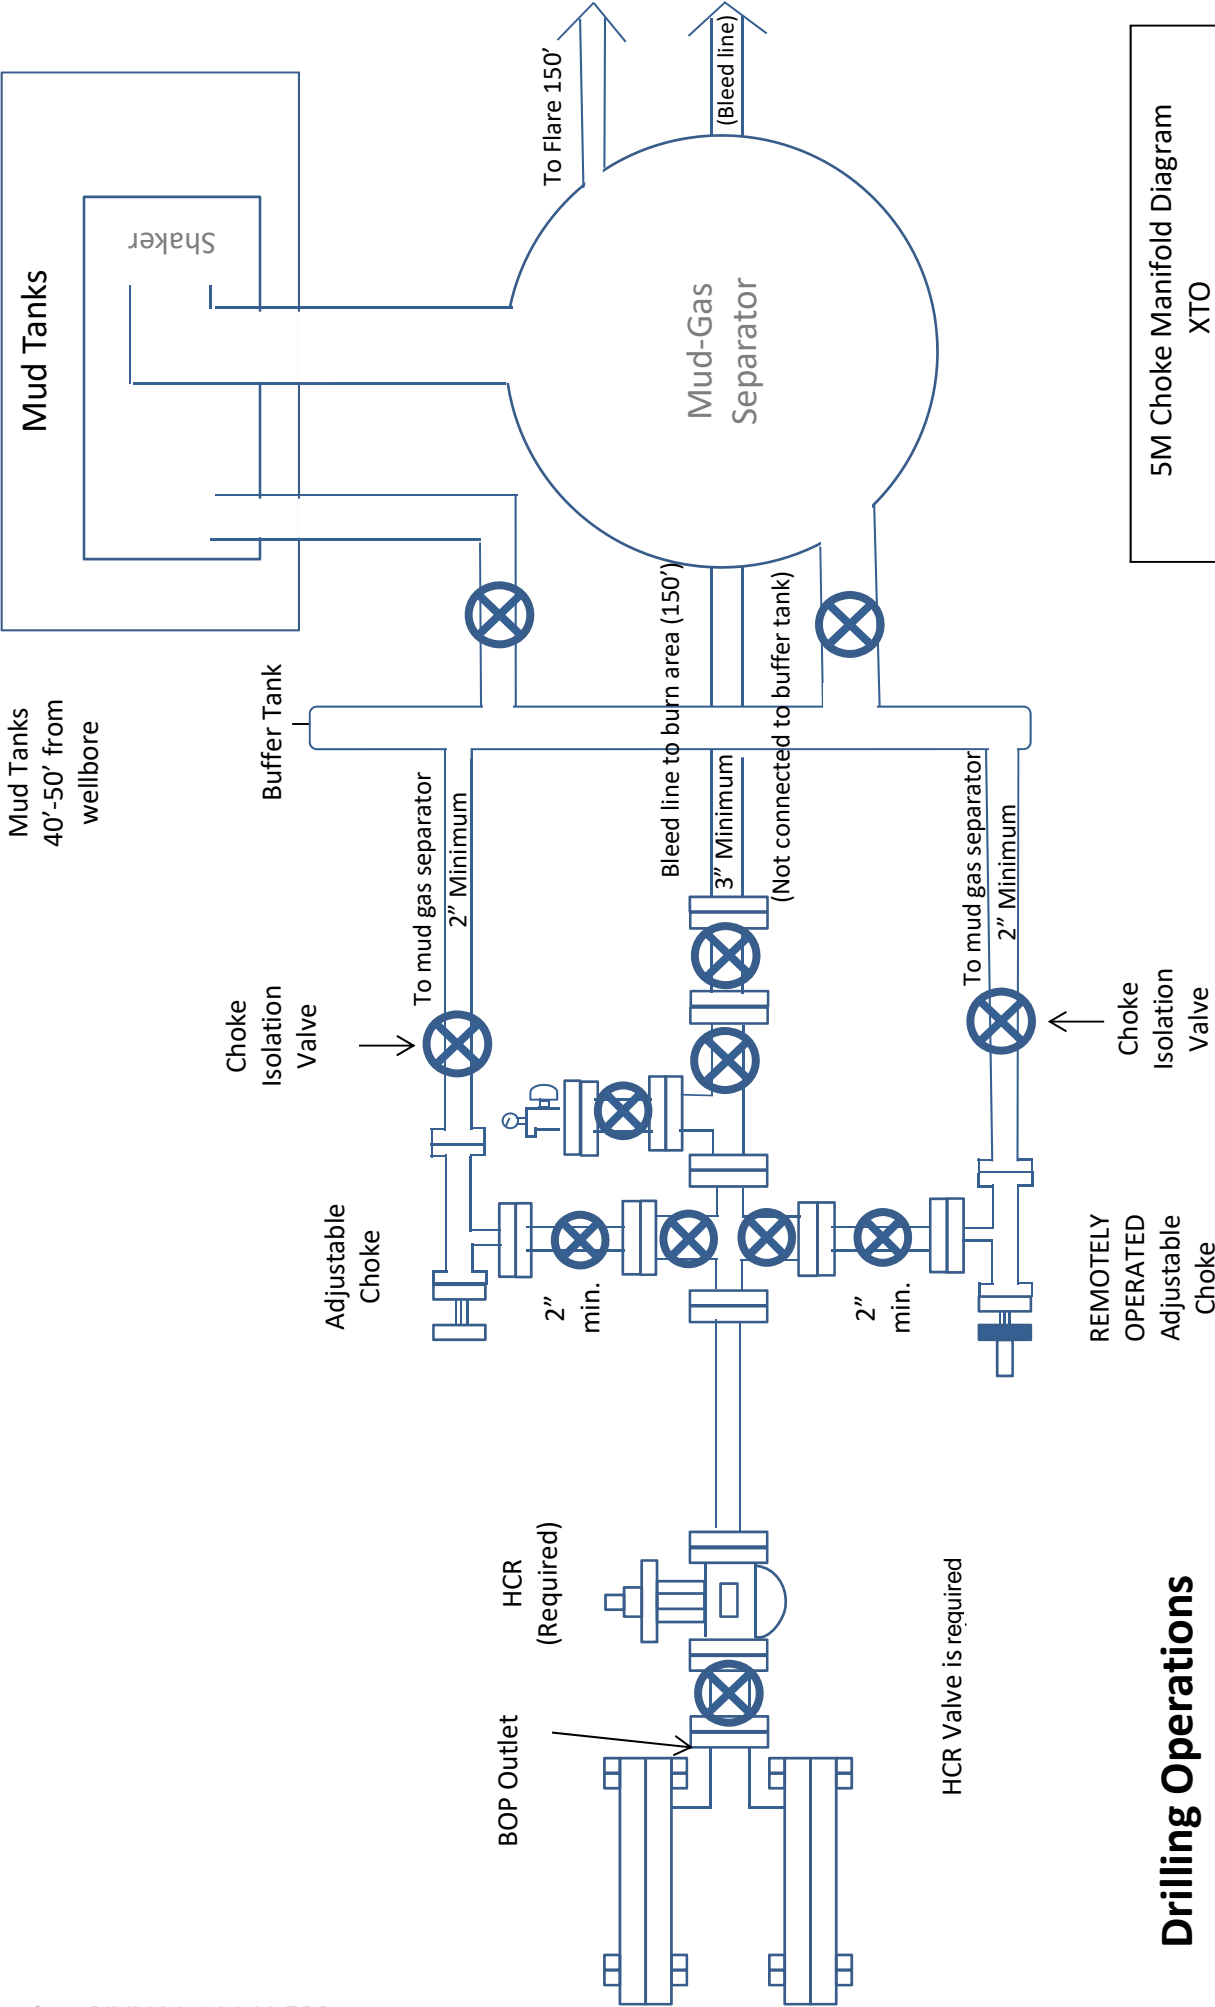 Mud Tanks
40’-50’ from
wellbore
Mud Tanks
Shaker
Buffer Tank
Choke
Isolation
Valve
Adjustable
Choke
To mud gas separator
2” Minimum
To Flare 150’
(Bleed line)
Mud-Gas
Separator
HCR
(Required)
BOP Outlet
2”
min.
2”
min.
Bleed line to burn area (150’)
3” Minimum
(Not connected to buffer tank)
To mud gas separator
2” Minimum
HCR Valve is required
REMOTELY
OPERATED
Adjustable
Choke
Choke
Isolation
Valve
Drilling Operations
5M Choke Manifold Diagram
XTO